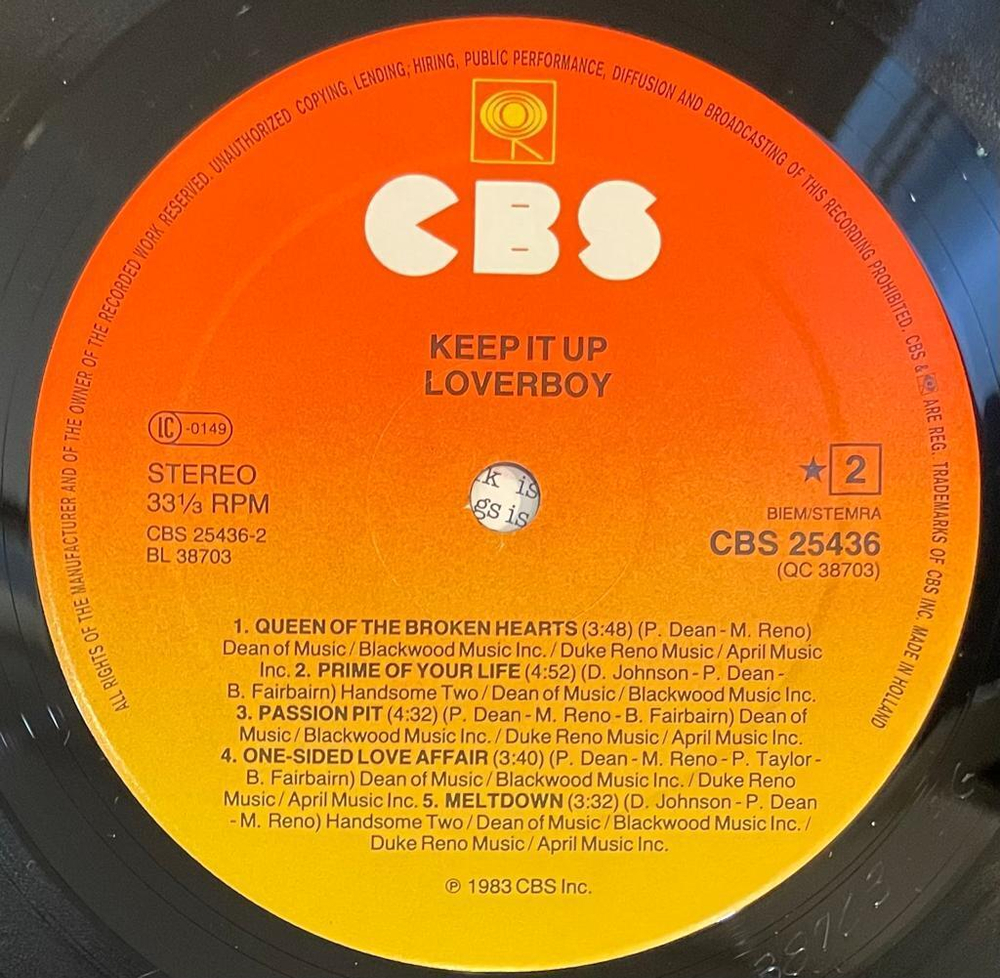 ALL RIGHTS OF THE MANUFACTURER AND OF THE OWNER OF THE RECORDED WORK RESERVED. UNAUTHORIZED COPYING, LENDING, HIRING, PUBLIC PERFORMANCE, DIFFUSION AND BROADCASTING OF THIS RECORDING PROHIBITED. CBS & ARE REG. TRADEMARKS OF CBS INC. MADE IN HOLLAND
CBS
KEEP IT UP
LOVERBOY
IC -0149
STEREO
33⅓ RPM
CBS 25436-2
BL 38703
k is
gs is
★ 2
BIEM/STEMRA
CBS 25436
(QC 38703)
1. QUEEN OF THE BROKEN HEARTS (3:48) (P. Dean - M. Reno)
Dean of Music / Blackwood Music Inc. / Duke Reno Music / April Music
Inc. 2. PRIME OF YOUR LIFE (4:52) (D. Johnson - P. Dean -
B. Fairbairn) Handsome Two / Dean of Music / Blackwood Music Inc.
3. PASSION PIT (4:32) (P. Dean - M. Reno - B. Fairbairn) Dean of
Music / Blackwood Music Inc. / Duke Reno Music / April Music Inc.
4. ONE-SIDED LOVE AFFAIR (3:40) (P. Dean - M. Reno - P. Taylor -
B. Fairbairn) Dean of Music / Blackwood Music Inc. / Duke Reno
Music / April Music Inc. 5. MELTDOWN (3:32) (D. Johnson - P. Dean
- M. Reno) Handsome Two / Dean of Music / Blackwood Music Inc. /
Duke Reno Music / April Music Inc.
℗ 1983 CBS Inc.